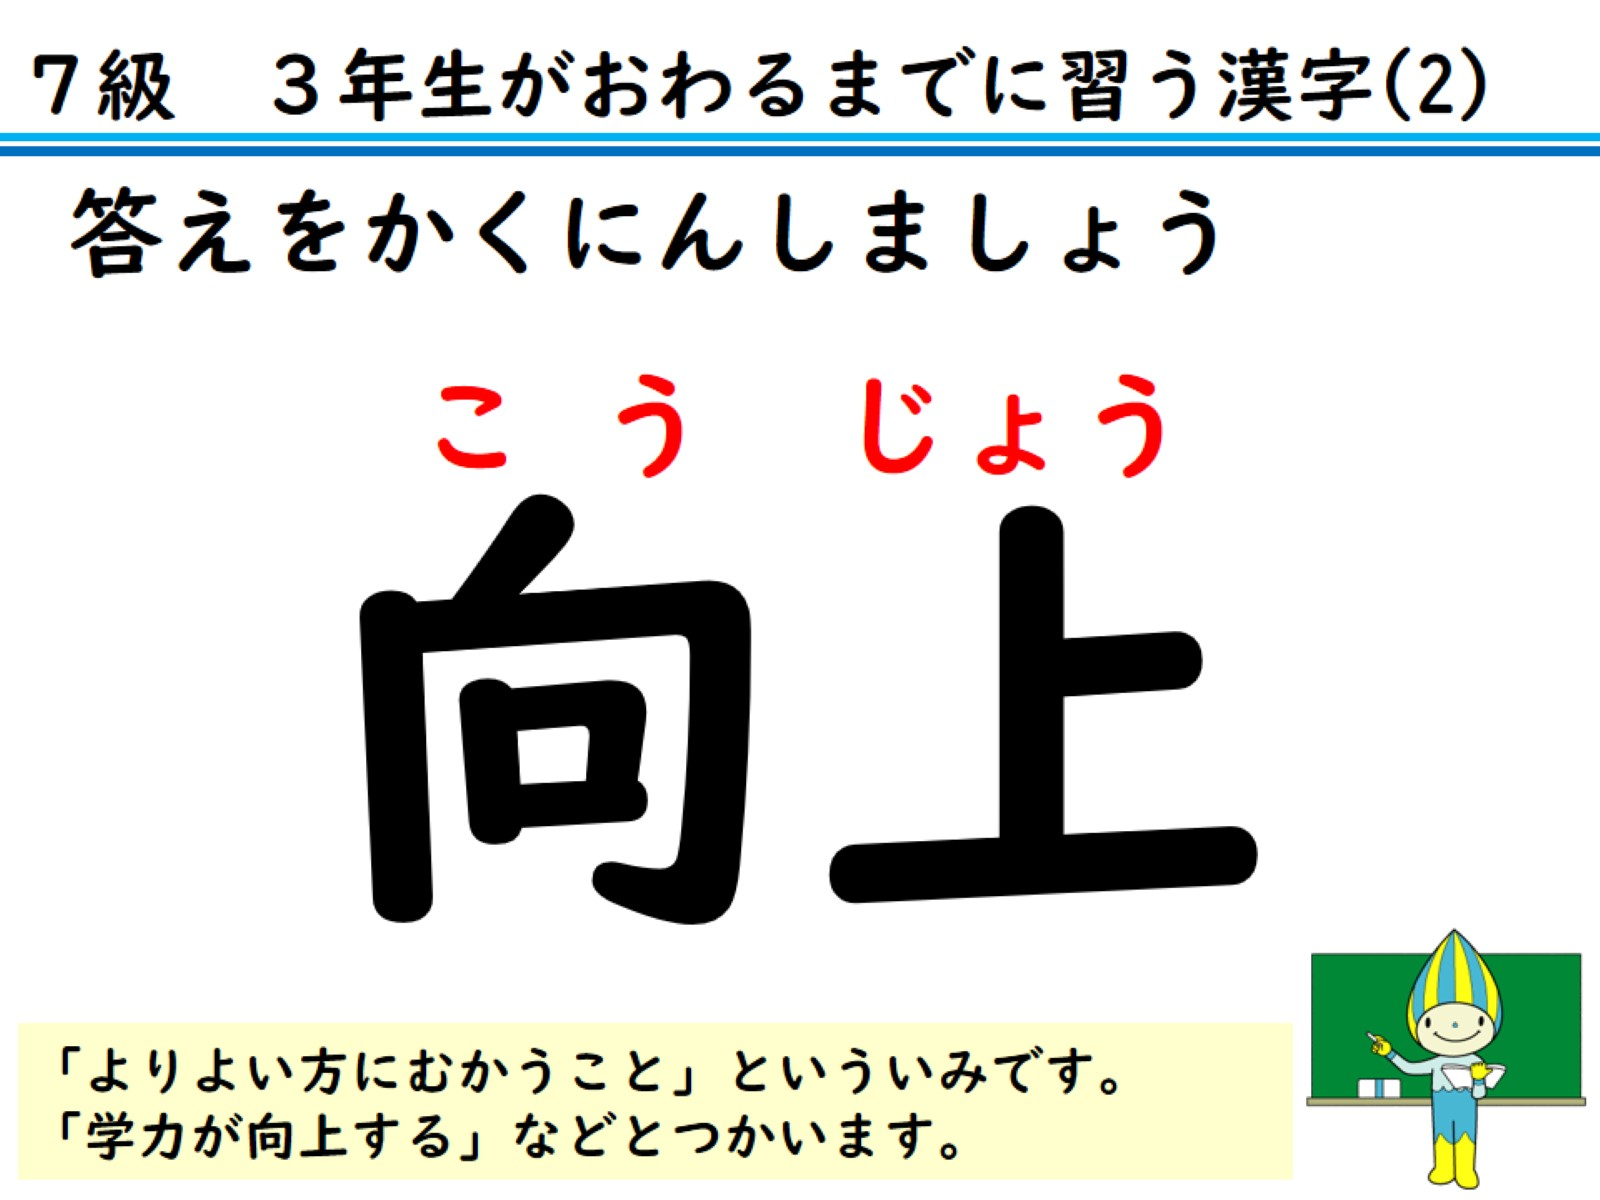 ７級　３年生がおわるまでに習う漢字(2)
答えをかくにんしましょう
こう　じょう
向上
「よりよい方にむかうこと」といういみです。
「学力が向上する」などとつかいます。